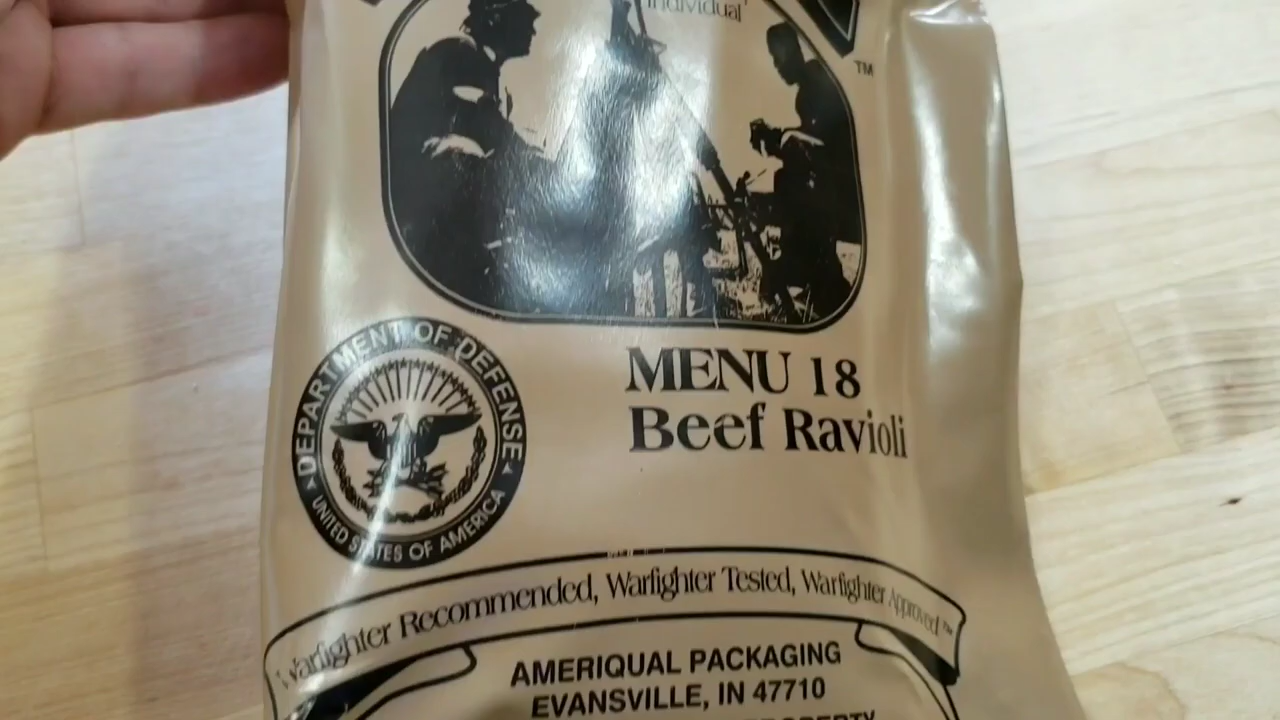 Individual
TM
DEPARTMENT OF DEFENSE
UNITED STATES OF AMERICA
MENU 18
Beef Ravioli
Warfighter Recommended, Warfighter Tested, Warfighter Approved™
AMERIQUAL PACKAGING
EVANSVILLE, IN 47710
PROPERTY